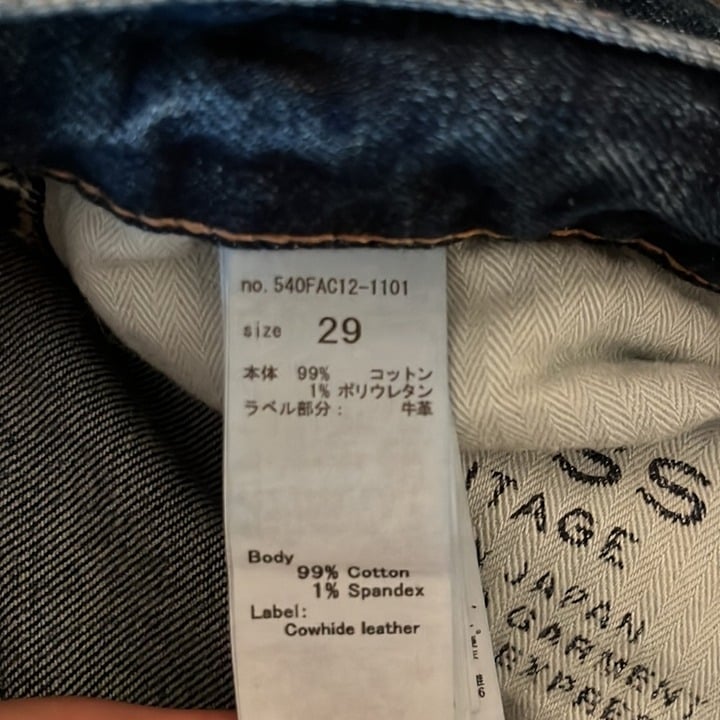 no. 540FAC12-1101
size 29
本体 99% コットン
1% ポリウレタン
ラベル部分: 牛革
Body
99% Cotton
1% Spandex
Label:
Cowhide leather
JAPAN